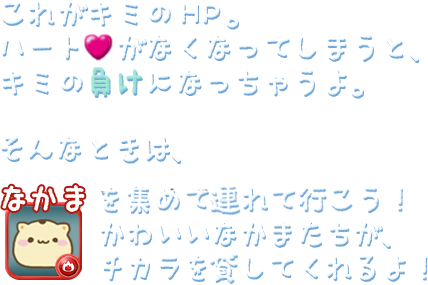 これがキミのHP。
ハート💗がなくなってしまうと、
キミの負けになっちゃうよ。
そんなときは、
なかまを集めて連れて行こう！
かわいいなかまたちが、
チカラを貸してくれるよ！